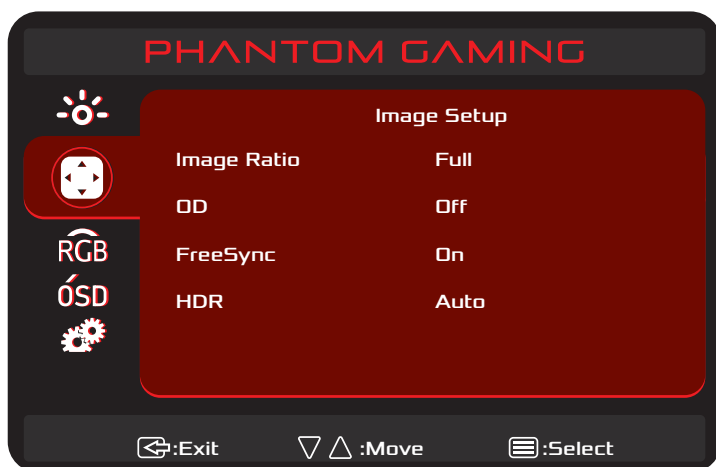 PHANTOM GAMING
Image Setup
Image Ratio Full
OD Off
FreeSync On
HDR Auto
RGB
OSD
:Exit :Move :Select